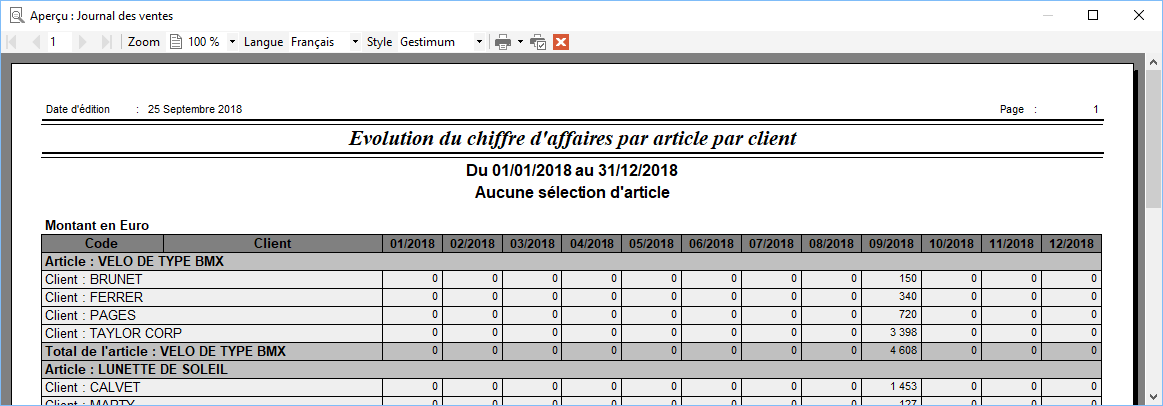 Aperçu : Journal des ventes
1 Zoom 100 % Langue Français Style Gestimum
Date d'édition : 25 Septembre 2018 Page : 1
Evolution du chiffre d'affaires par article par client
Du 01/01/2018 au 31/12/2018
Aucune sélection d'article
Montant en Euro
Code Client 01/2018 02/2018 03/2018 04/2018 05/2018 06/2018 07/2018 08/2018 09/2018 10/2018 11/2018 12/2018
Article : VELO DE TYPE BMX
Client : BRUNET 0 0 0 0 0 0 0 0 150 0 0 0
Client : FERRER 0 0 0 0 0 0 0 0 340 0 0 0
Client : PAGES 0 0 0 0 0 0 0 0 720 0 0 0
Client : TAYLOR CORP 0 0 0 0 0 0 0 0 3 398 0 0 0
Total de l'article : VELO DE TYPE BMX 0 0 0 0 0 0 0 0 4 608 0 0 0
Article : LUNETTE DE SOLEIL
Client : CALVET 0 0 0 0 0 0 0 0 1 453 0 0 0
Client : MARTY 0 0 0 0 0 0 0 0 127 0 0 0